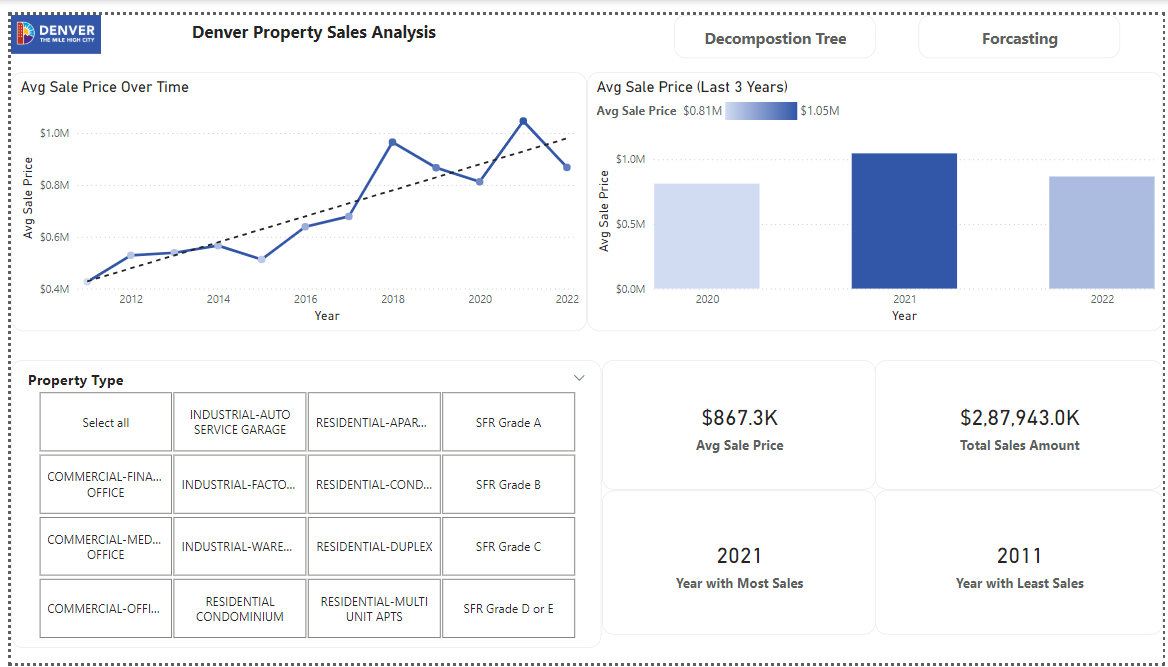 DENVER
THE MILE HIGH CITY
Denver Property Sales Analysis
Decompostion Tree
Forcasting
Avg Sale Price Over Time
Avg Sale Price
$1.0M
$0.8M
$0.6M
$0.4M
2012
2014
2016
2018
2020
2022
Year
Avg Sale Price (Last 3 Years)
Avg Sale Price $0.81M $1.05M
Avg Sale Price
$1.0M
$0.5M
$0.0M
2020
2021
2022
Year
Property Type
Select all
INDUSTRIAL-AUTO
SERVICE GARAGE
RESIDENTIAL-APAR...
SFR Grade A
COMMERCIAL-FINA...
OFFICE
INDUSTRIAL-FACTO...
RESIDENTIAL-COND...
SFR Grade B
COMMERCIAL-MED...
OFFICE
INDUSTRIAL-WARE...
RESIDENTIAL-DUPLEX
SFR Grade C
COMMERCIAL-OFFI...
RESIDENTIAL
CONDOMINIUM
RESIDENTIAL-MULTI
UNIT APTS
SFR Grade D or E
$867.3K
Avg Sale Price
$2,87,943.0K
Total Sales Amount
2021
Year with Most Sales
2011
Year with Least Sales